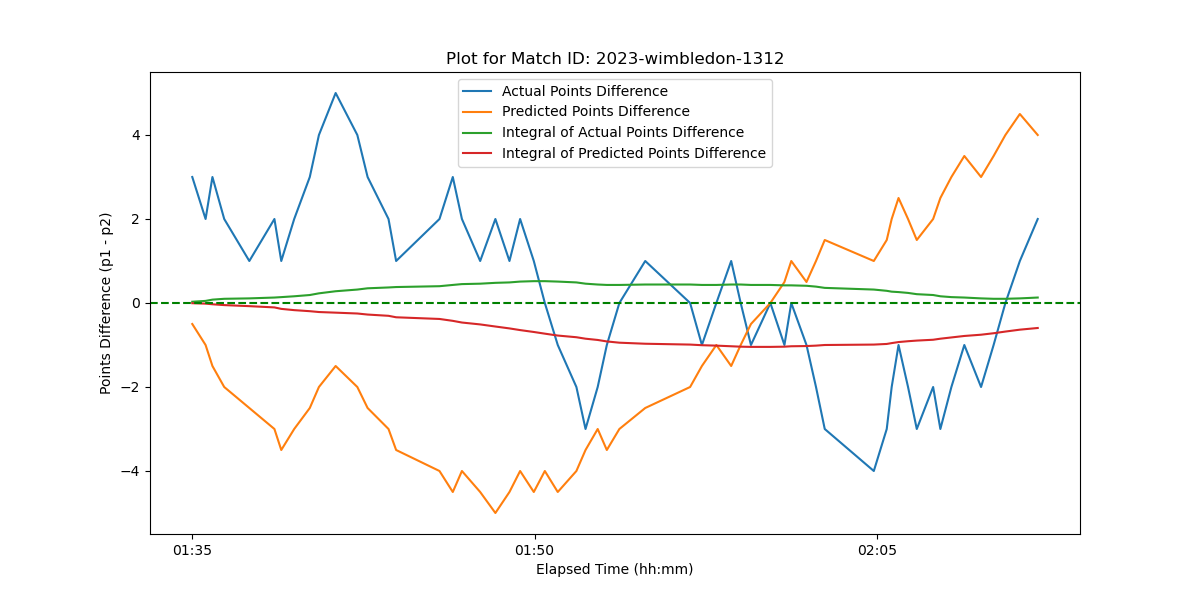 Plot for Match ID: 2023-wimbledon-1312
Actual Points Difference
Predicted Points Difference
Integral of Actual Points Difference
Integral of Predicted Points Difference
Points Difference (p1 - p2)
4
2
0
−2
−4
01:35 01:50 02:05
Elapsed Time (hh:mm)